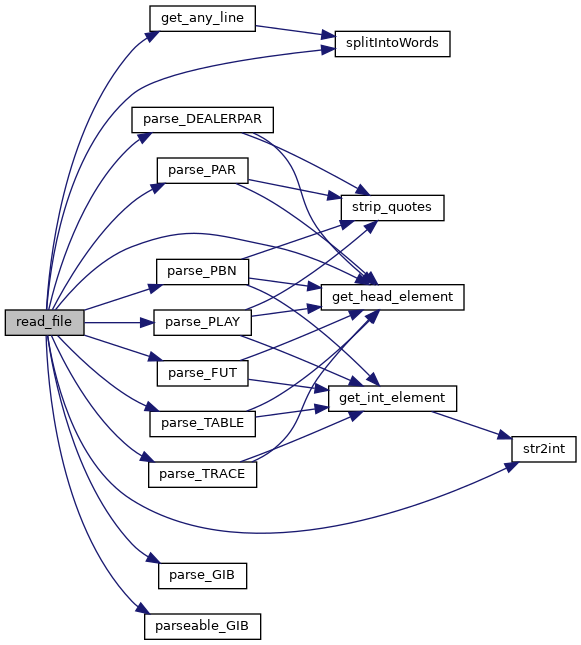 get_any_line
splitIntoWords
parse_DEALERPAR
parse_PAR
strip_quotes
parse_PBN
get_head_element
read_file
parse_PLAY
parse_FUT
get_int_element
parse_TABLE
str2int
parse_TRACE
parse_GIB
parseable_GIB